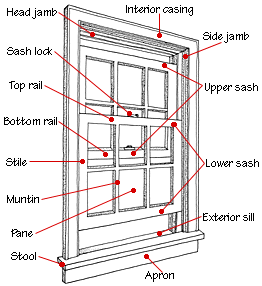 Head jamb
Interior casing
Side jamb
Sash lock
Top rail
Upper sash
Bottom rail
Stile
Lower sash
Muntin
Pane
Exterior sill
Stool
Apron